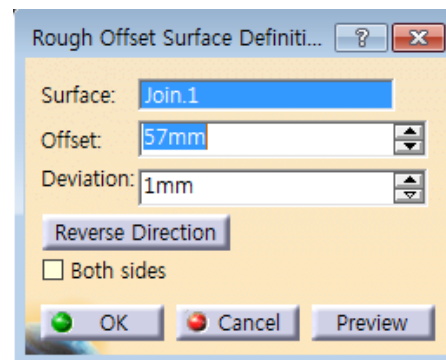 Rough Offset Surface Definiti... ?
Surface: Join.1
Offset: 57mm
Deviation: 1mm
Reverse Direction
Both sides
OK Cancel Preview